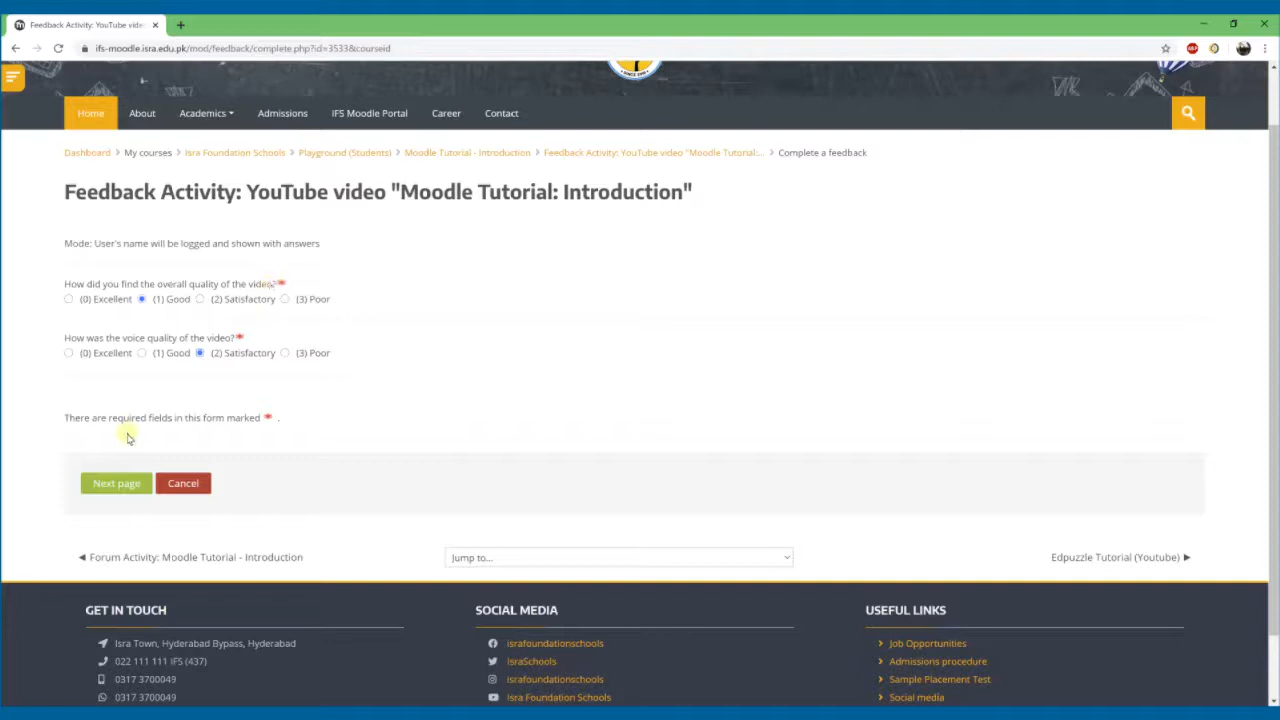 Feedback Activity: YouTube vide
ifs-moodle.isra.edu.pk/mod/feedback/complete.php?id=3533&courseid
Home About Academics Admissions IFS Moodle Portal Career Contact
Dashboard My courses Isra Foundation Schools Playground (Students) Moodle Tutorial - Introduction Feedback Activity: YouTube video "Moodle Tutorial:... Complete a feedback
Feedback Activity: YouTube video "Moodle Tutorial: Introduction"
Mode: User's name will be logged and shown with answers
How did you find the overall quality of the video?
(0) Excellent (1) Good (2) Satisfactory (3) Poor
How was the voice quality of the video?
(0) Excellent (1) Good (2) Satisfactory (3) Poor
There are required fields in this form marked .
Next page Cancel
◀ Forum Activity: Moodle Tutorial - Introduction Jump to... Edpuzzle Tutorial (Youtube) ▶
GET IN TOUCH SOCIAL MEDIA USEFUL LINKS
Isra Town, Hyderabad Bypass, Hyderabad israfoundationschools Job Opportunities
022 111 111 IFS (437) IsraSchools Admissions procedure
0317 3700049 israfoundationschools Sample Placement Test
0317 3700049 Isra Foundation Schools Social media